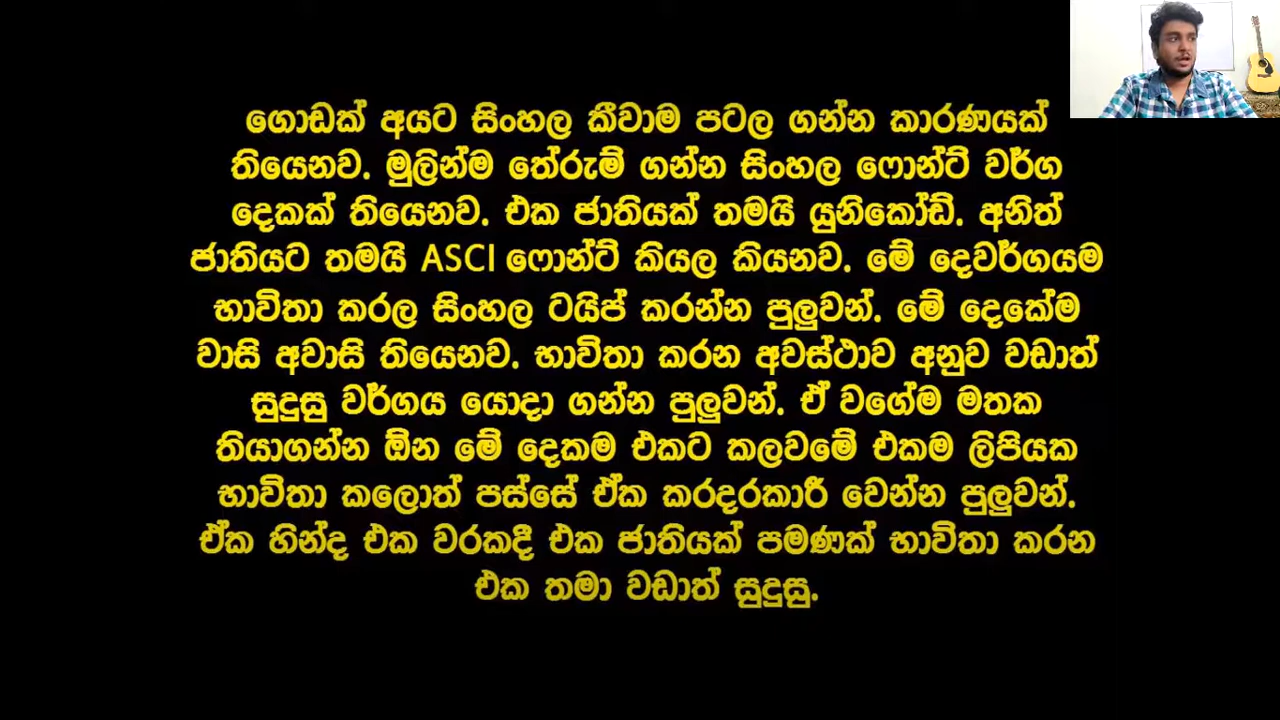 ගොඩක් අයට සිංහල කීවාම පටල ගන්න කාරණයක්
තියෙනව. මුලින්ම තේරුම් ගන්න සිංහල ෆොන්ට් වර්ග
දෙකක් තියෙනව. එක ජාතියක් තමයි යුනිකෝඩ්. අනිත්
ජාතියට තමයි ASCI ෆොන්ට් කියල කියනව. මේ දෙවර්ගයම
භාවිතා කරල සිංහල ටයිප් කරන්න පුලුවන්. මේ දෙකේම
වාසි අවාසි තියෙනව. භාවිතා කරන අවස්ථාව අනුව වඩාත්
සුදුසු වර්ගය යොදා ගන්න පුලුවන්. ඒ වගේම මතක
තියාගන්න ඕන මේ දෙකම එකට කලවමේ එකම ලිපියක
භාවිතා කලොත් පස්සේ ඒක කරදරකාරී වෙන්න පුලුවන්.
ඒක හින්ද එක වරකදී එක ජාතියක් පමණක් භාවිතා කරන
එක තමා වඩාත් සුදුසු.